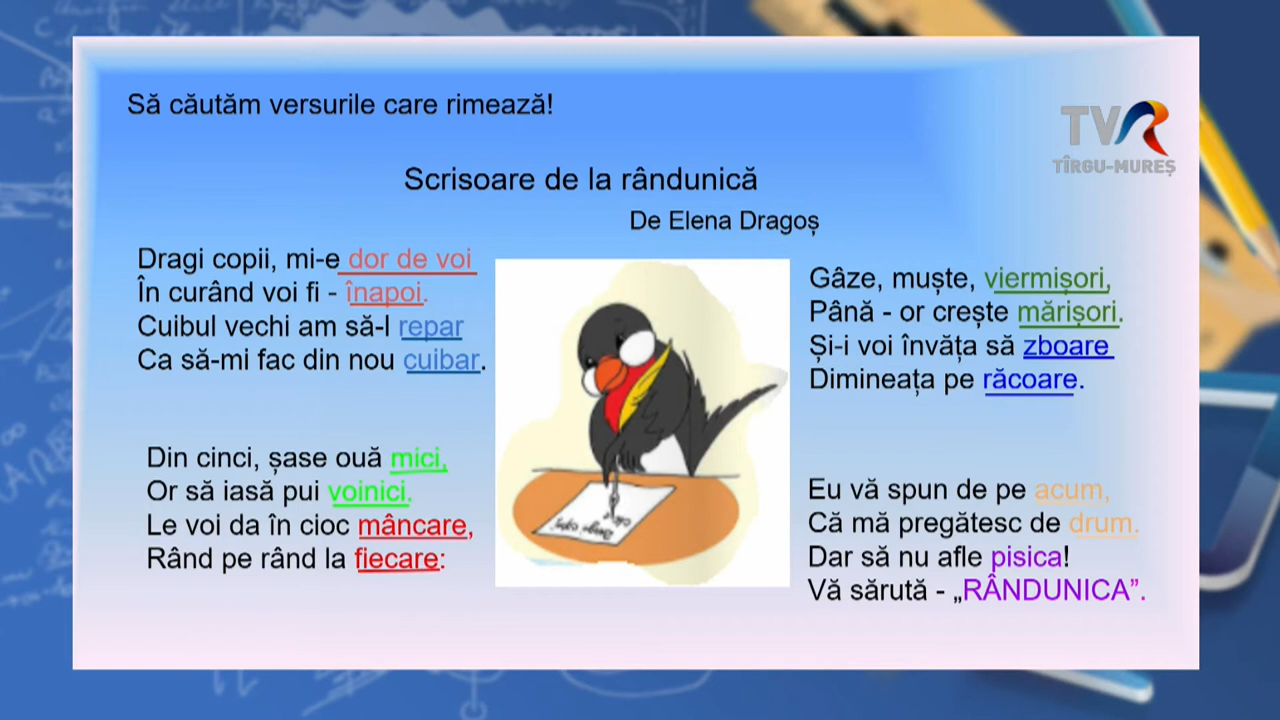 Să căutăm versurile care rimează!
TVR
TÎRGU-MUREȘ
Scrisoare de la rândunică
De Elena Dragoș
Dragi copii, mi-e dor de voi
În curând voi fi - înapoi.
Cuibul vechi am să-l repar
Ca să-mi fac din nou cuibar.
Din cinci, șase ouă mici,
Or să iasă pui voinici.
Le voi da în cioc mâncare,
Rând pe rând la fiecare:
Gâze, muște, viermișori,
Până - or crește mărișori.
Și-i voi învăța să zboare
Dimineața pe răcoare.
Eu vă spun de pe acum,
Că mă pregătesc de drum.
Dar să nu afle pisica!
Vă sărută - „RÂNDUNICA”.